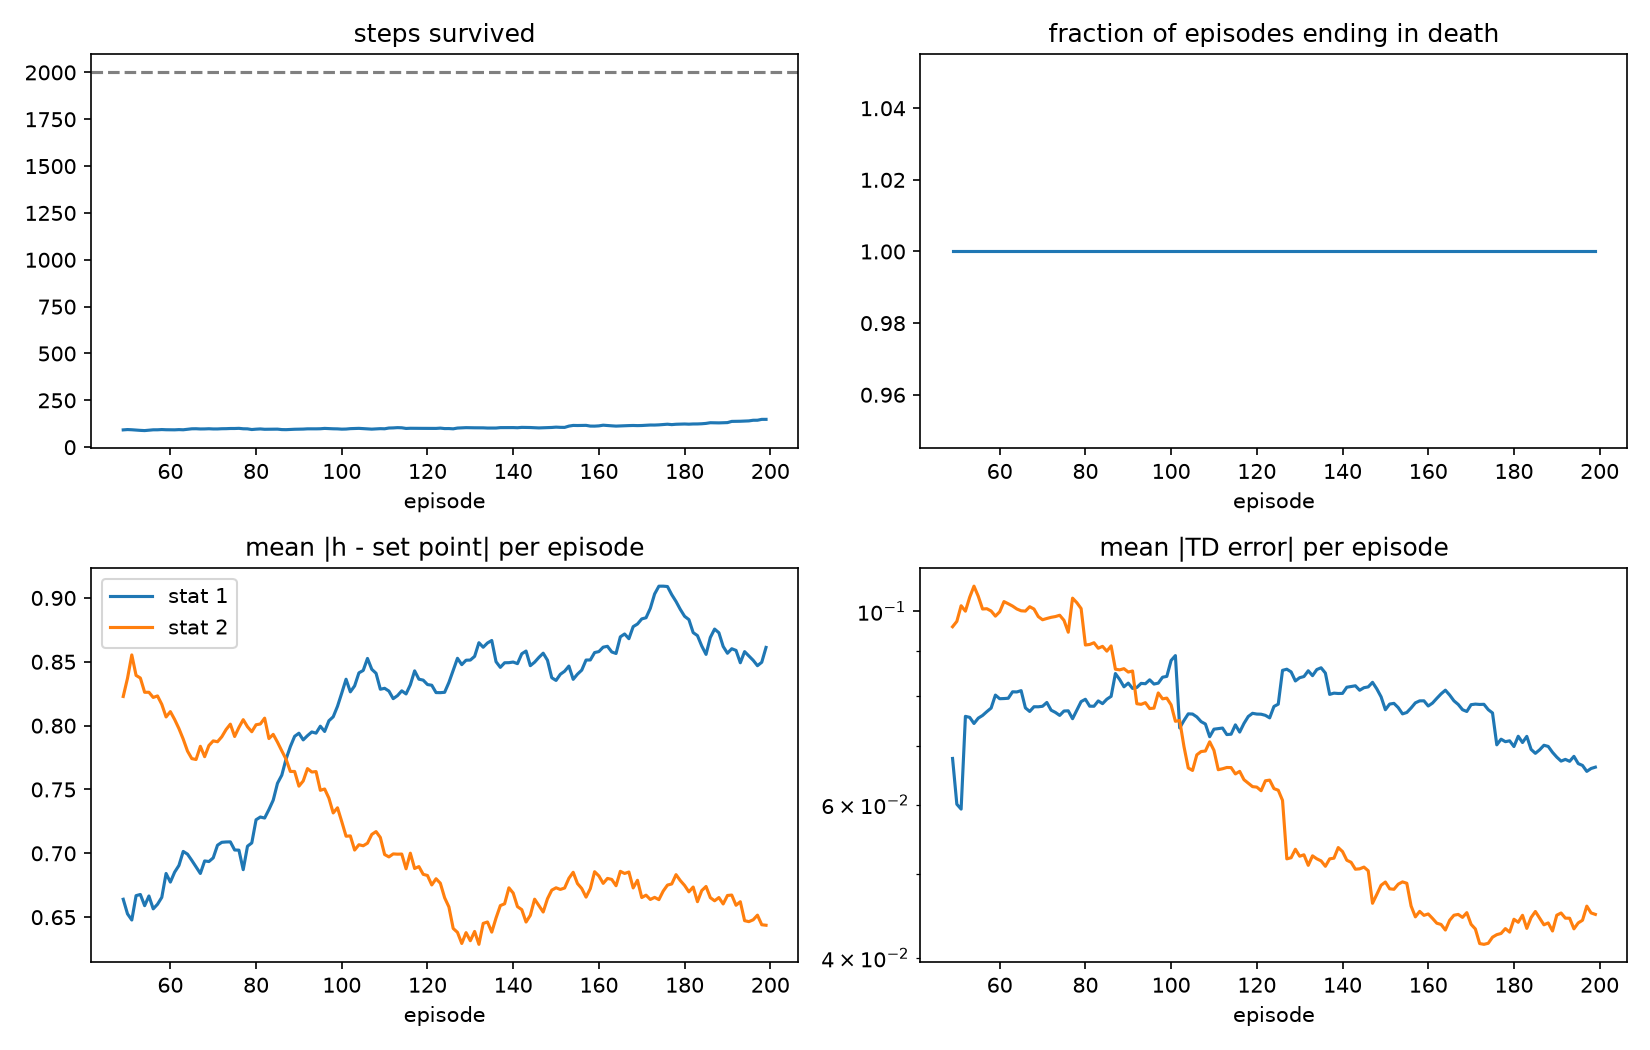 steps survived
2000
1750
1500
1250
1000
750
500
250
0
60 80 100 120 140 160 180 200
episode
fraction of episodes ending in death
1.04
1.02
1.00
0.98
0.96
60 80 100 120 140 160 180 200
episode
mean |h - set point| per episode
stat 1
stat 2
0.90
0.85
0.80
0.75
0.70
0.65
60 80 100 120 140 160 180 200
episode
mean |TD error| per episode
10⁻¹
6 × 10⁻²
4 × 10⁻²
60 80 100 120 140 160 180 200
episode